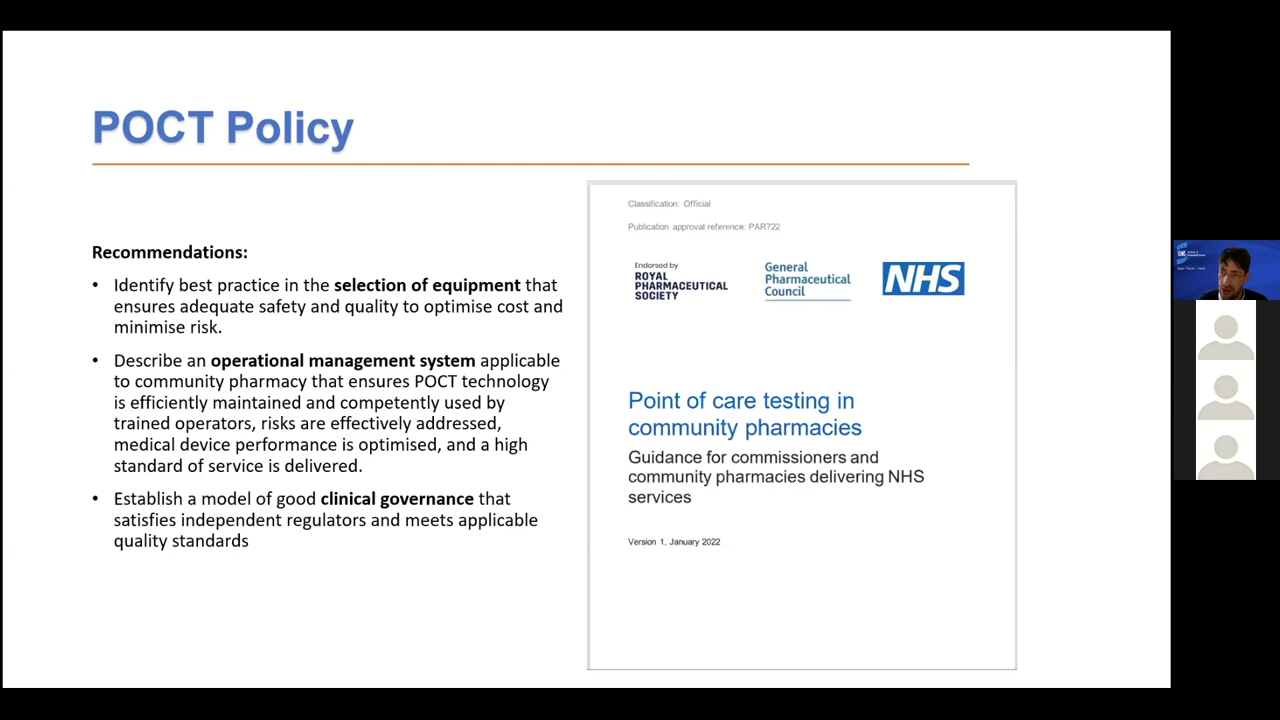 POCT Policy
Recommendations:
• Identify best practice in the selection of equipment that
ensures adequate safety and quality to optimise cost and
minimise risk.
• Describe an operational management system applicable
to community pharmacy that ensures POCT technology
is efficiently maintained and competently used by
trained operators, risks are effectively addressed,
medical device performance is optimised, and a high
standard of service is delivered.
• Establish a model of good clinical governance that
satisfies independent regulators and meets applicable
quality standards
Classification: Official
Publication approval reference: PAR722
Endorsed by
ROYAL
PHARMACEUTICAL
SOCIETY
General
Pharmaceutical
Council
NHS
Point of care testing in
community pharmacies
Guidance for commissioners and
community pharmacies delivering NHS
services
Version 1, January 2022